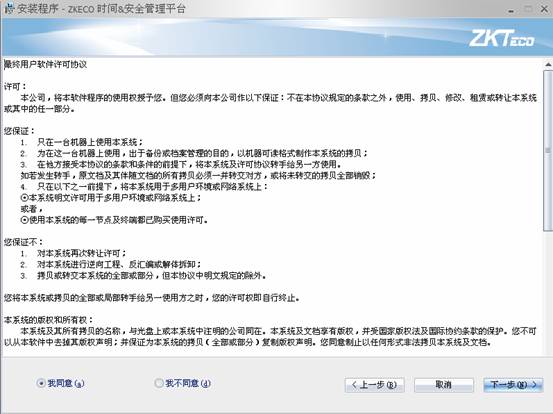 安装程序 - ZKECO 时间&安全管理平台
ZKTECO
最终用户软件许可协议
许可：
本公司，将本软件程序的使用权授予您。但您必须向本公司作以下保证：不在本协议规定的条款之外，使用、拷贝、修改、租赁或转让本系统
或其中的任一部分。
您保证：
1. 只在一台机器上使用本系统；
2. 为在这一台机器上使用，出于备份或档案管理的目的，以机器可读格式制作本系统的拷贝；
3. 在他方接受本协议的条款和条件的前提下，将本系统及许可协议转手给另一方使用。
如若发生转手，原文档及其伴随文档的所有拷贝必须一并转交对方，或将未转交的拷贝全部销毁；
4. 只在以下之一前提下，将本系统用于多用户环境或网络系统上：
⊙本系统明文许可用于多用户环境或网络系统上；
或者，
⊙使用本系统的每一节点及终端都已购买使用许可。
您保证不：
1. 对本系统再次转让许可；
2. 对本系统进行逆向工程、反汇编或解体拆卸；
3. 拷贝或转交本系统的全部或部分，但本协议中明文规定的除外。
您将本系统或拷贝的全部或局部转手给另一使用方之时，您的许可权即自行终止。
本系统的版权和所有权：
本系统及其所有拷贝的名称，与光盘上或本系统中注明的公司同在。本系统及文档享有版权，并受国家版权法及国际协约条款的保护。您不可
以从本软件中去掉其版权声明；并保证为本系统的拷贝（全部或部分）复制版权声明。您同意制止以任何形式非法拷贝本系统及文档。
我同意(a)
我不同意(d)
< 上一步(B)
取消
下一步(N) >